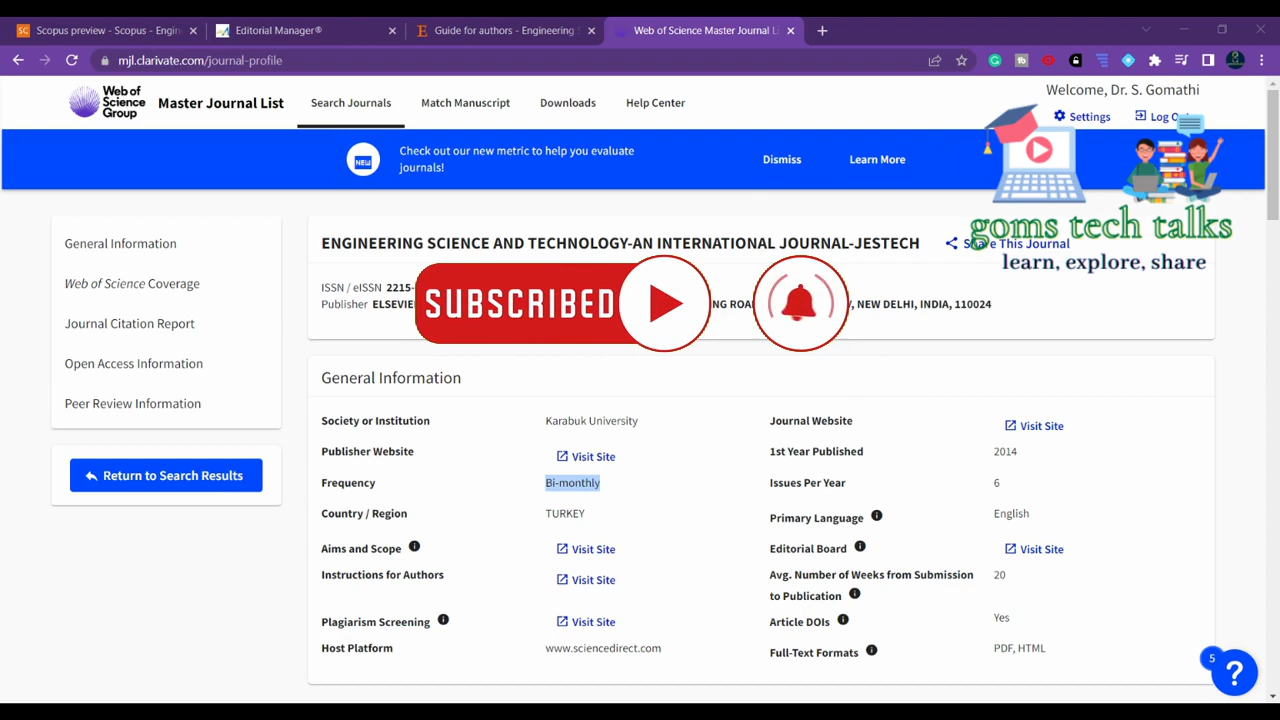 Scopus preview - Scopus - Engin
Editorial Manager®
Guide for authors - Engineering
Web of Science Master Journal Li
mjl.clarivate.com/journal-profile
Web of Science Group
Master Journal List
Search Journals
Match Manuscript
Downloads
Help Center
Welcome, Dr. S. Gomathi
Settings
Log
NEW
Check out our new metric to help you evaluate
journals!
Dismiss
Learn More
goms tech talks
learn, explore, share
General Information
Web of Science Coverage
Journal Citation Report
Open Access Information
Peer Review Information
Return to Search Results
ENGINEERING SCIENCE AND TECHNOLOGY-AN INTERNATIONAL JOURNAL-JESTECH
Share This Journal
ISSN / eISSN 2215-
Publisher NEW DELHI, INDIA, 110024
SUBSCRIBED
General Information
Society or Institution Karabuk University
Journal Website Visit Site
Publisher Website Visit Site
1st Year Published 2014
Frequency Bi-monthly
Issues Per Year 6
Country / Region TURKEY
Primary Language English
Aims and Scope Visit Site
Editorial Board Visit Site
Instructions for Authors Visit Site
Avg. Number of Weeks from Submission
to Publication 20
Plagiarism Screening Visit Site
Article DOIs Yes
Host Platform www.sciencedirect.com
Full-Text Formats PDF, HTML
5
?